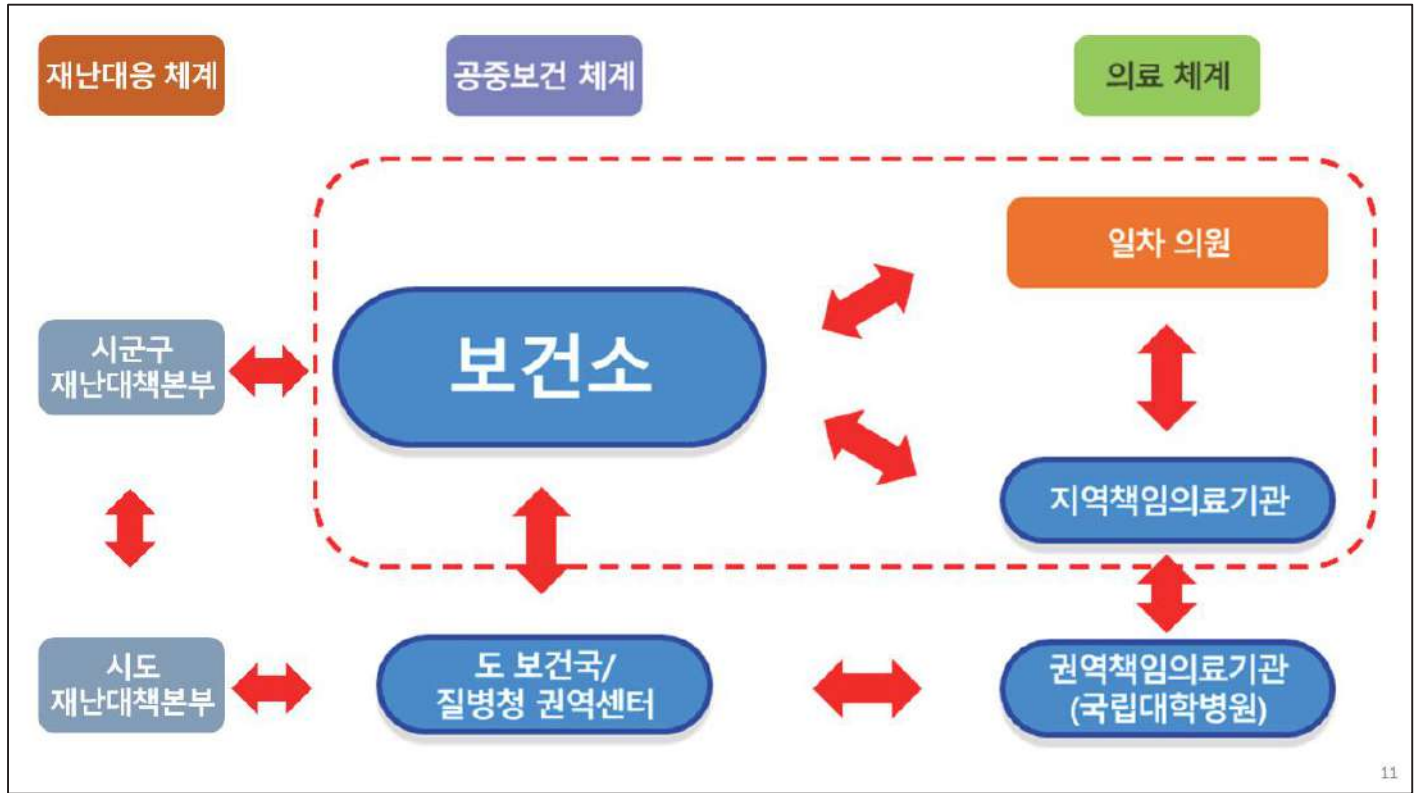 재난대응 체계
공중보건 체계
의료 체계
일차 의원
보건소
시군구
재난대책본부
지역책임의료기관
시도
재난대책본부
도 보건국/
질병청 권역센터
권역책임의료기관
(국립대학병원)
11